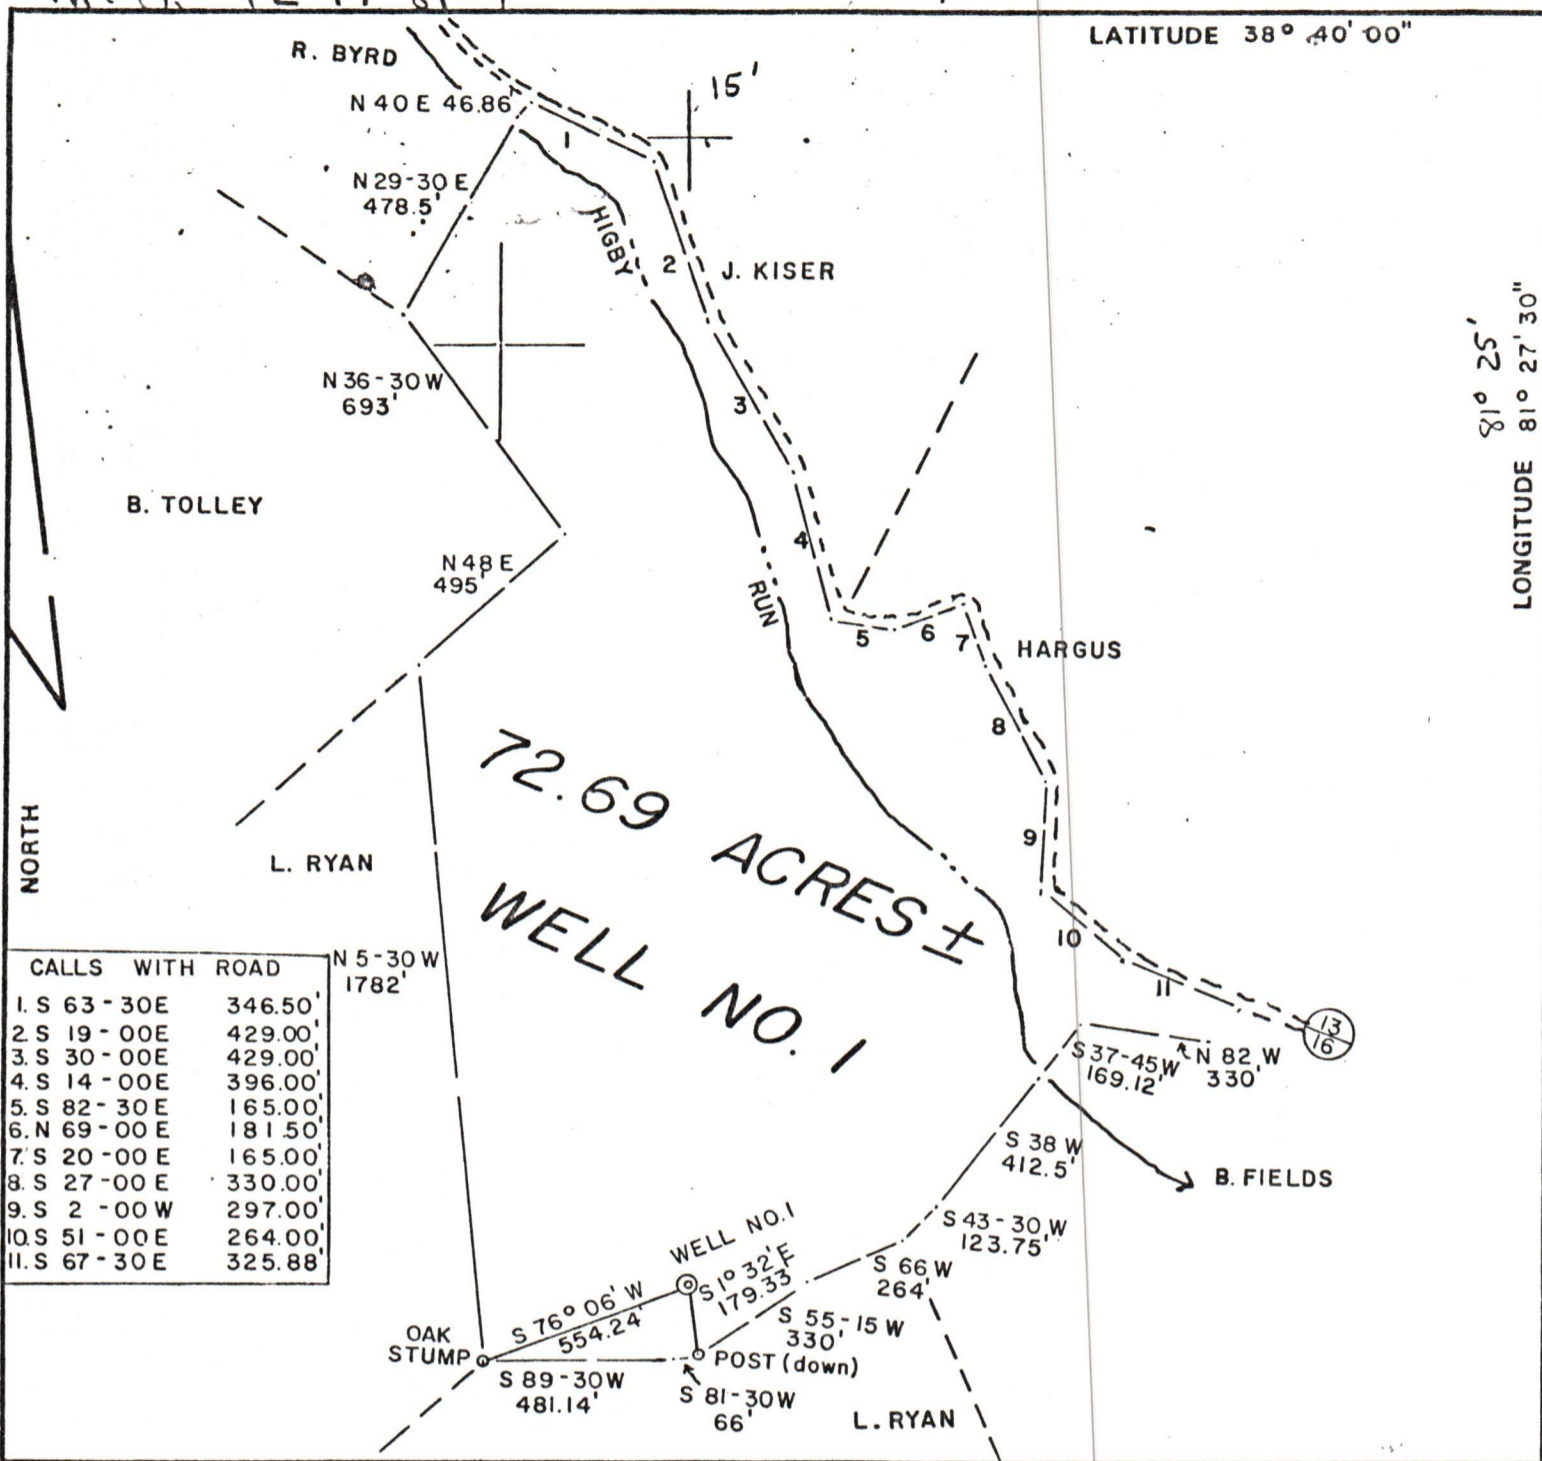 LATITUDE 38° 40' 00"
R. BYRD
15'
N 40 E 46.86'
1
N 29-30 E
478.5'
HIGBY
2
J. KISER
81° 25'
LONGITUDE 81° 27' 30"
N 36-30 W
693'
3
B. TOLLEY
4
N 48 E
495'
RUN
5
6
7
HARGUS
8
72.69 ACRES ±
WELL NO. 1
9
NORTH
L. RYAN
10
11
N 5-30 W
1782'
CALLS WITH ROAD
1. S 63-30E 346.50'
2. S 19-00E 429.00'
3. S 30-00E 429.00'
4. S 14-00E 396.00'
5. S 82-30E 165.00'
6. N 69-00E 181.50'
7. S 20-00E 165.00'
8. S 27-00E 330.00'
9. S 2-00W 297.00'
10. S 51-00E 264.00'
11. S 67-30E 325.88'
13
16
S 37-45W
169.12'
N 82 W
330'
S 38 W
412.5'
B. FIELDS
S 43-30 W
123.75'
WELL NO. 1
S 66 W
264'
S 1° 32' E
179.33
S 76° 06' W
554.24'
S 55-15 W
330'
OAK
STUMP
POST (down)
S 89-30W
481.14'
S 81-30W
66'
L. RYAN